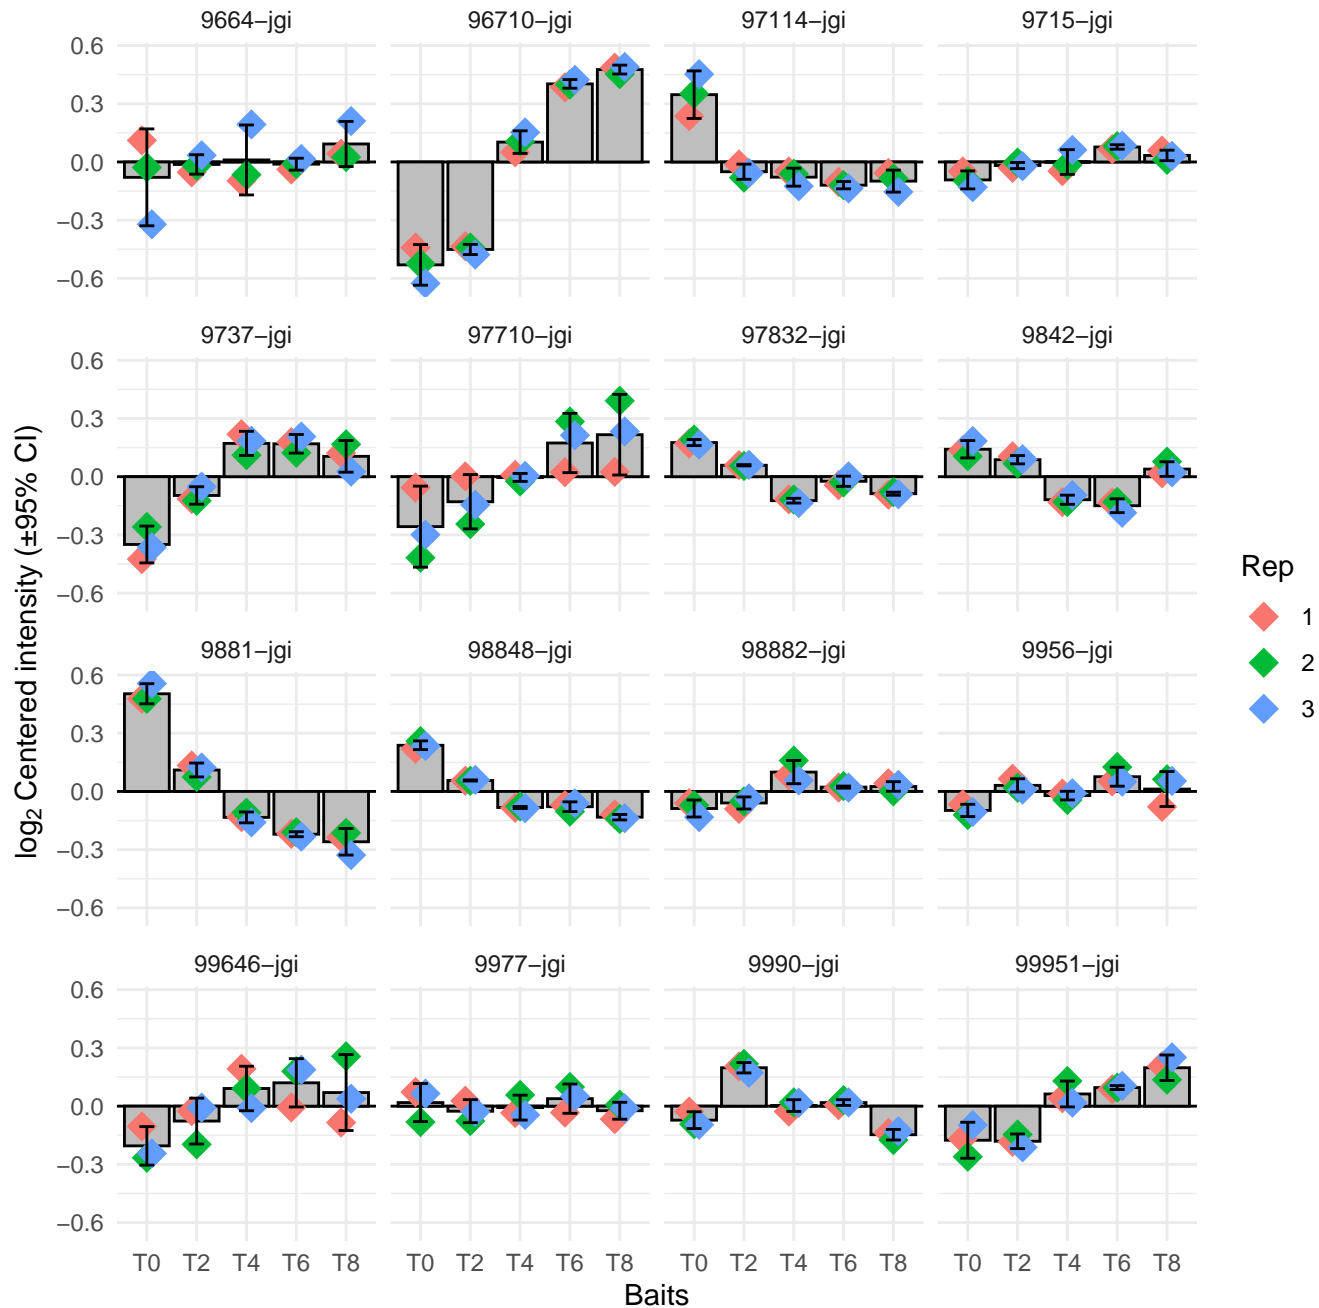 9664−jgi 96710−jgi 97114−jgi 9715−jgi
0.6
0.3
0.0
−0.3
−0.6
9737−jgi 97710−jgi 97832−jgi 9842−jgi
0.6
0.3
0.0
−0.3
−0.6
9881−jgi 98848−jgi 98882−jgi 9956−jgi
0.6
0.3
0.0
−0.3
−0.6
99646−jgi 9977−jgi 9990−jgi 99951−jgi
0.6
0.3
0.0
−0.3
−0.6
T0 T2 T4 T6 T8 T0 T2 T4 T6 T8 T0 T2 T4 T6 T8 T0 T2 T4 T6 T8
Baits
log₂ Centered intensity (±95% CI)
Rep
1
2
3